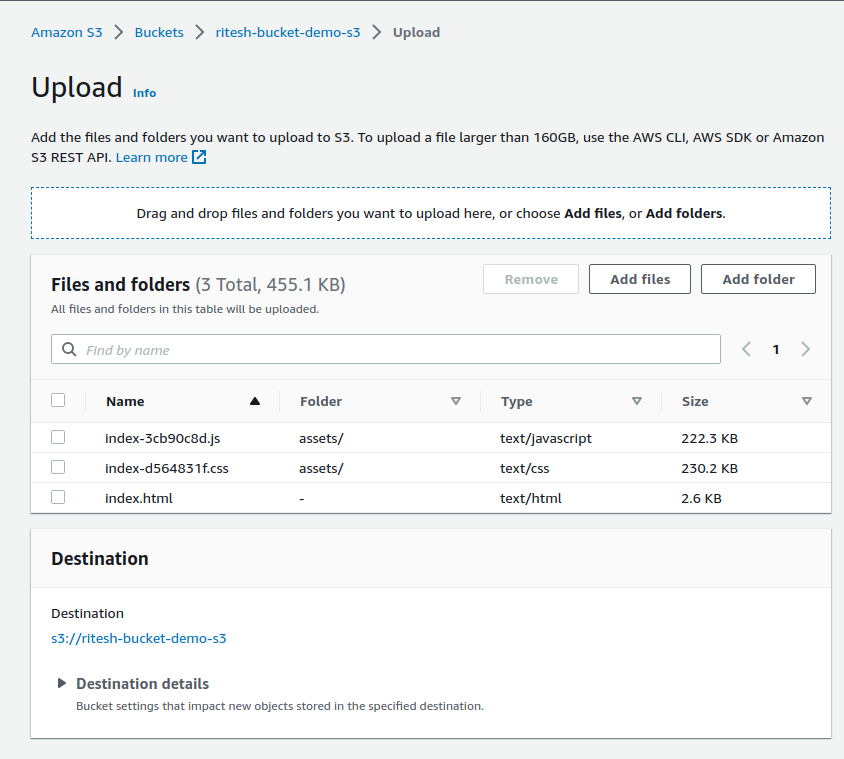 Amazon S3 > Buckets > ritesh-bucket-demo-s3 > Upload
Upload Info
Add the files and folders you want to upload to S3. To upload a file larger than 160GB, use the AWS CLI, AWS SDK or Amazon
S3 REST API. Learn more
Drag and drop files and folders you want to upload here, or choose Add files, or Add folders.
Files and folders (3 Total, 455.1 KB) Remove Add files Add folder
All files and folders in this table will be uploaded.
Find by name 1
Name Folder Type Size
index-3cb90c8d.js assets/ text/javascript 222.3 KB
index-d564831f.css assets/ text/css 230.2 KB
index.html - text/html 2.6 KB
Destination
Destination
s3://ritesh-bucket-demo-s3
Destination details
Bucket settings that impact new objects stored in the specified destination.